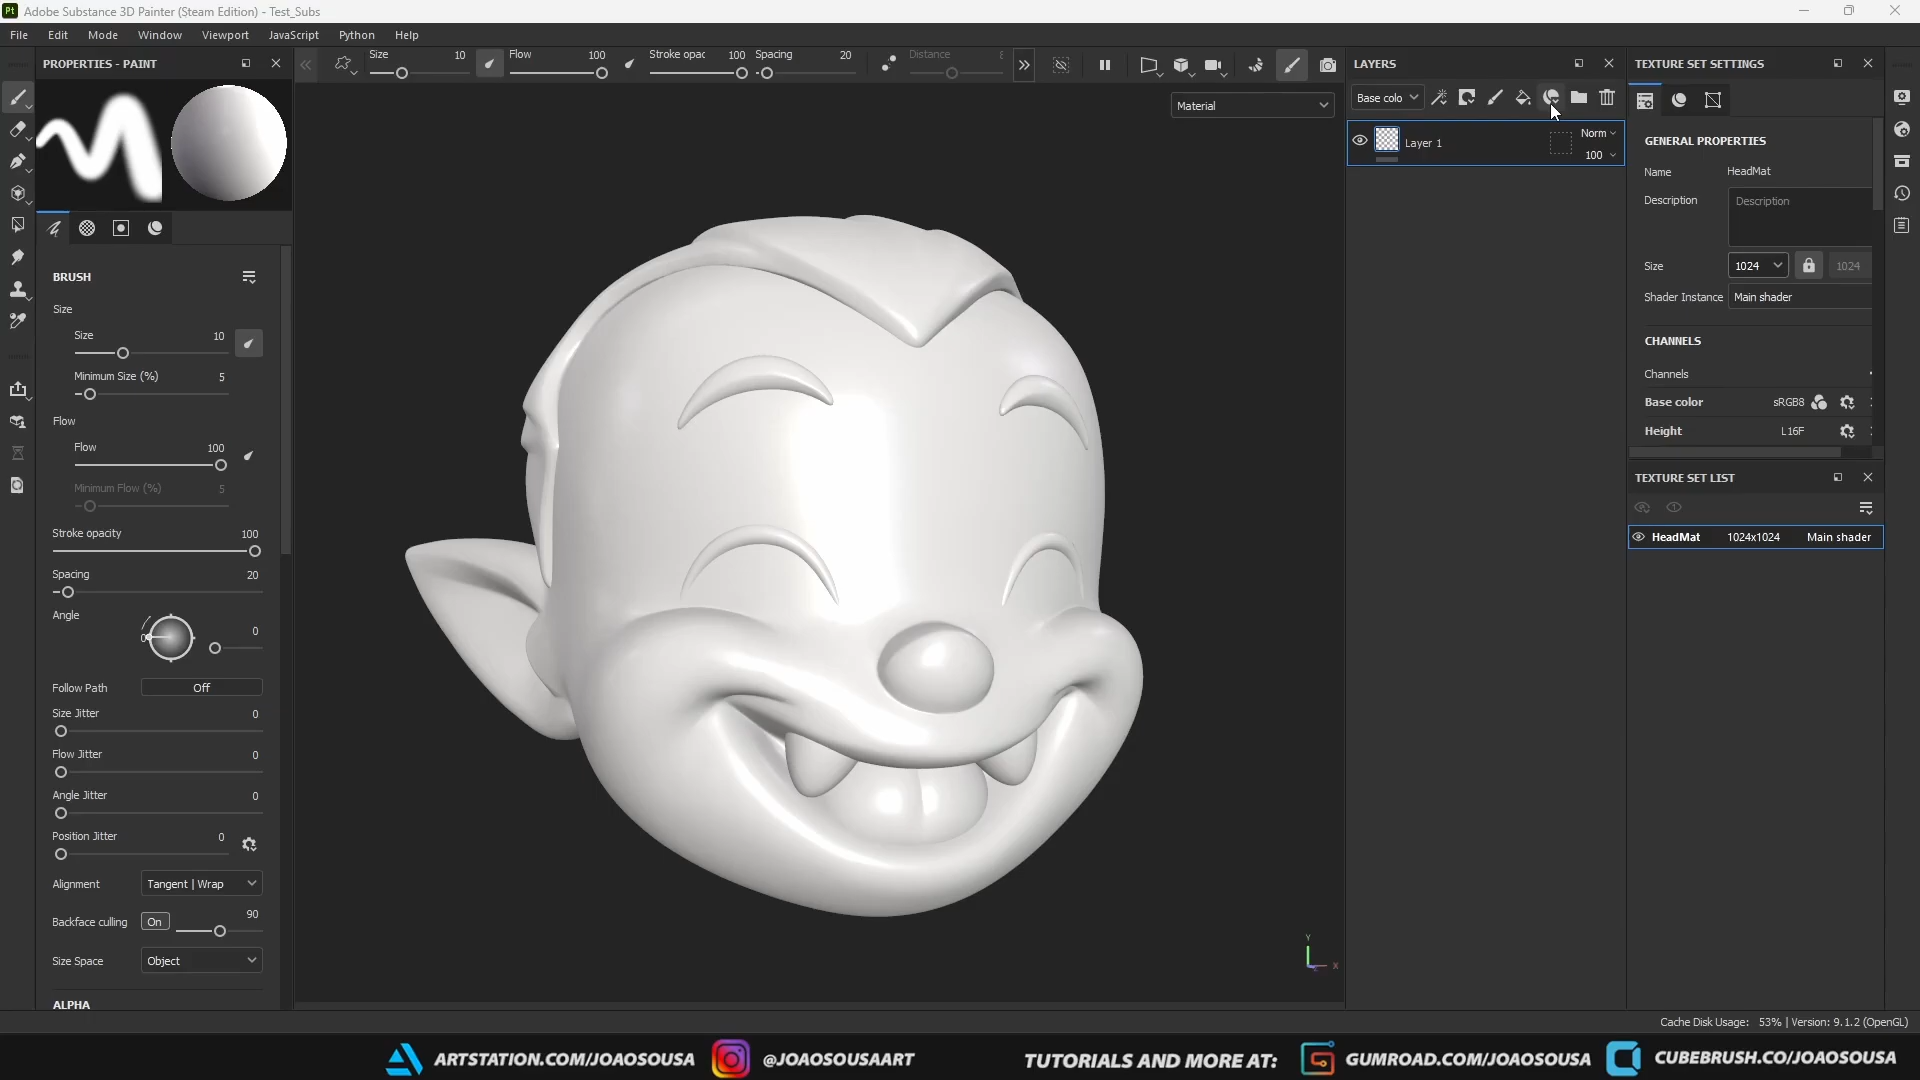 Pt Adobe Substance 3D Painter (Steam Edition) - Test_Subs
File Edit Mode Window Viewport JavaScript Python Help
PROPERTIES - PAINT
Size 10 Flow 100 Stroke opac 100 Spacing 20 Distance
LAYERS
TEXTURE SET SETTINGS
Material
Base colo
Layer 1
Norm
100
BRUSH
Size
Size 10
Minimum Size (%) 5
Flow
Flow 100
Minimum Flow (%) 5
Stroke opacity 100
Spacing 20
Angle
0
0
Follow Path Off
Size Jitter 0
Flow Jitter 0
Angle Jitter 0
Position Jitter 0
Alignment Tangent | Wrap
Backface culling On 90
Size Space Object
ALPHA
GENERAL PROPERTIES
Name HeadMat
Description Description
Size 1024 1024
Shader Instance Main shader
CHANNELS
Channels
Base color sRGB8
Height L16F
TEXTURE SET LIST
HeadMat 1024x1024 Main shader
Y
X
Cache Disk Usage: 53% | Version: 9.1.2 (OpenGL)
ARTSTATION.COM/JOAOSOUSA @JOAOSOUSAART TUTORIALS AND MORE AT: GUMROAD.COM/JOAOSOUSA CUBEBRUSH.CO/JOAOSOUSA